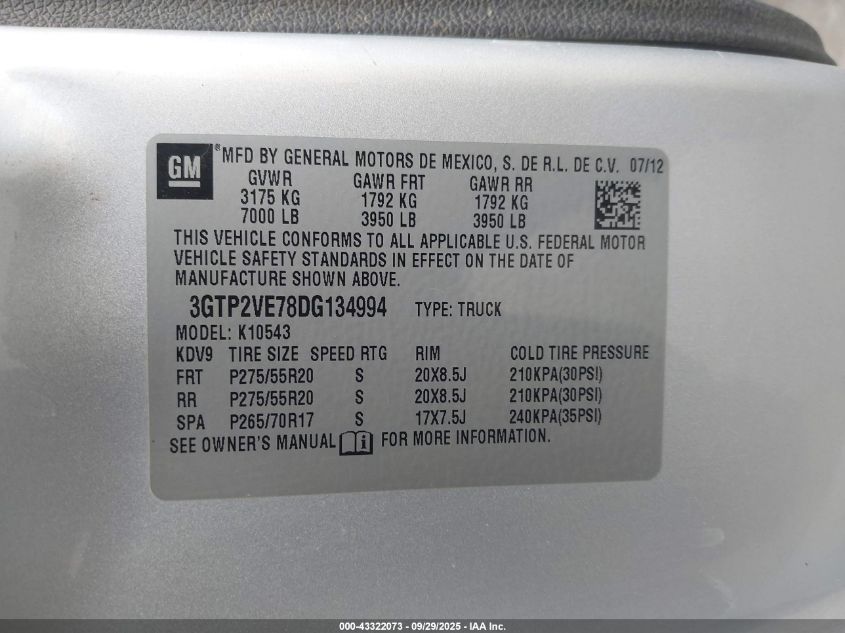 GM ® MFD BY GENERAL MOTORS DE MEXICO, S. DE R.L. DE C.V. 07/12
GVWR GAWR FRT GAWR RR
3175 KG 1792 KG 1792 KG
7000 LB 3950 LB 3950 LB
THIS VEHICLE CONFORMS TO ALL APPLICABLE U.S. FEDERAL MOTOR
VEHICLE SAFETY STANDARDS IN EFFECT ON THE DATE OF
MANUFACTURE SHOWN ABOVE.
3GTP2VE78DG134994 TYPE: TRUCK
MODEL: K10543
KDV9 TIRE SIZE SPEED RTG RIM COLD TIRE PRESSURE
FRT P275/55R20 S 20X8.5J 210KPA(30PSI)
RR P275/55R20 S 20X8.5J 210KPA(30PSI)
SPA P265/70R17 S 17X7.5J 240KPA(35PSI)
SEE OWNER'S MANUAL i FOR MORE INFORMATION.
000-43322073 - 09/29/2025 - IAA Inc.